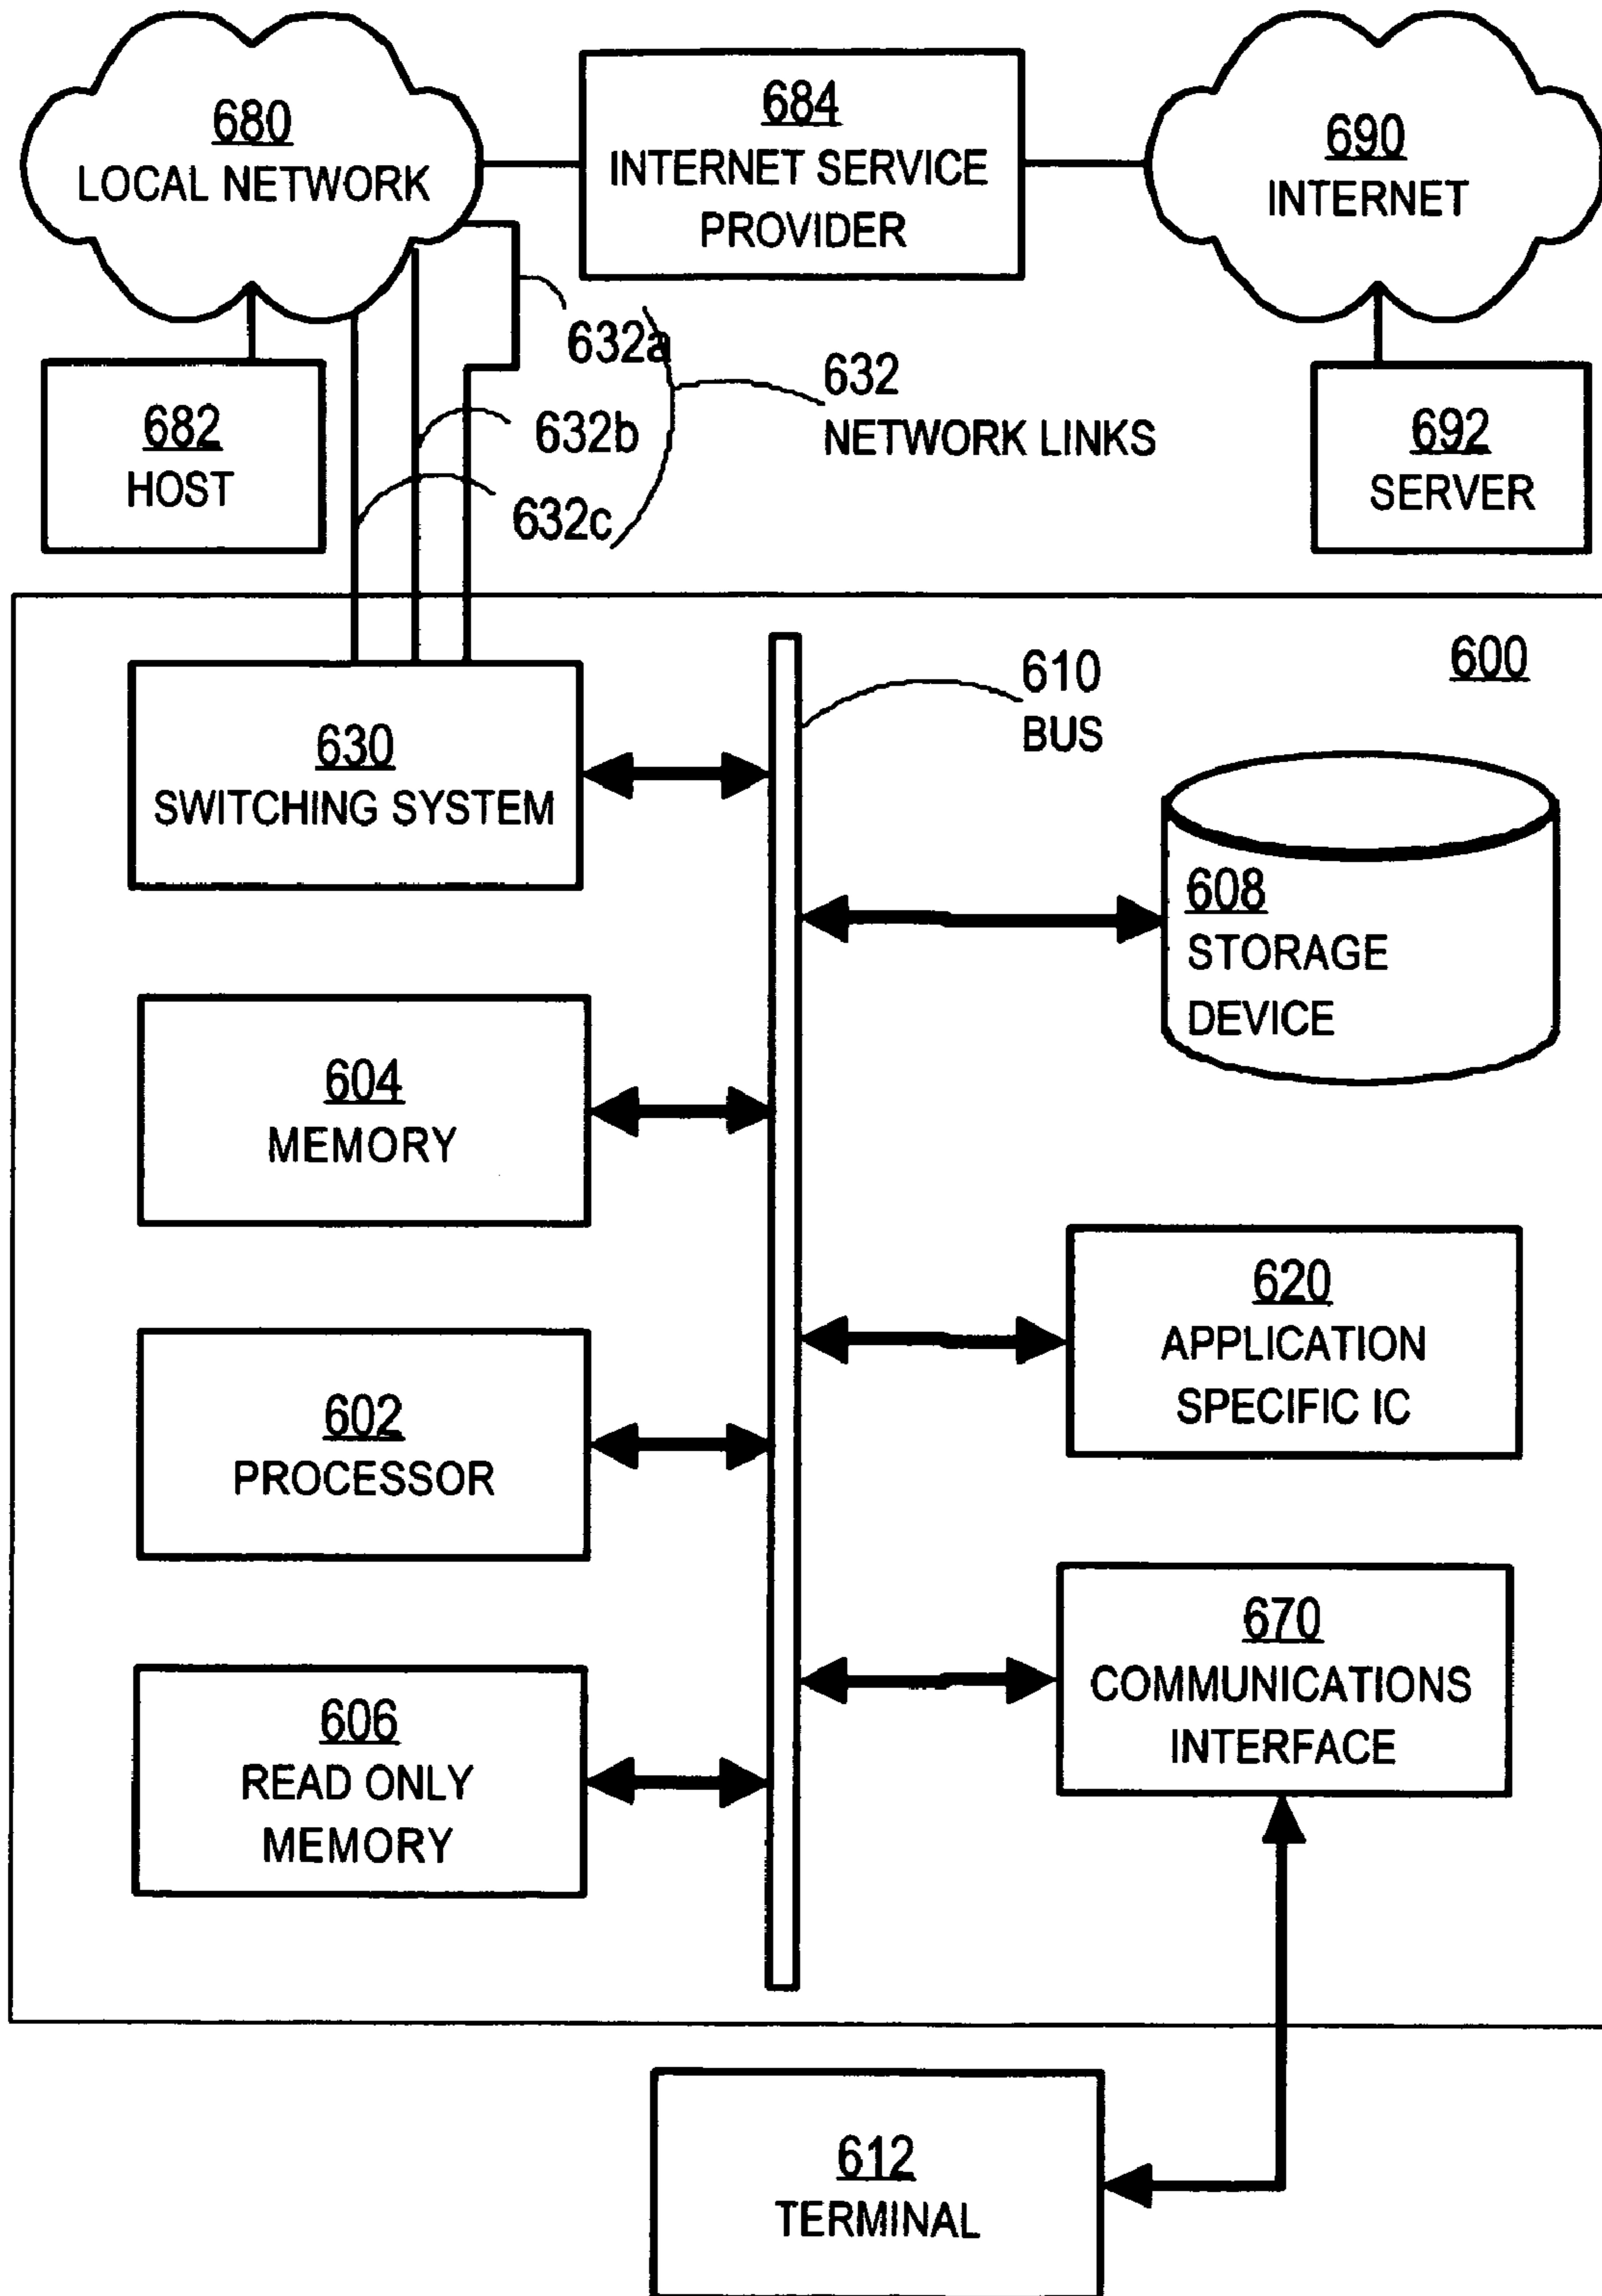 680
LOCAL NETWORK
684
INTERNET SERVICE
PROVIDER
690
INTERNET
632a
632b
632c
632
NETWORK LINKS
682
HOST
692
SERVER
600
610
BUS
630
SWITCHING SYSTEM
608
STORAGE
DEVICE
604
MEMORY
620
APPLICATION
SPECIFIC IC
602
PROCESSOR
670
COMMUNICATIONS
INTERFACE
606
READ ONLY
MEMORY
612
TERMINAL